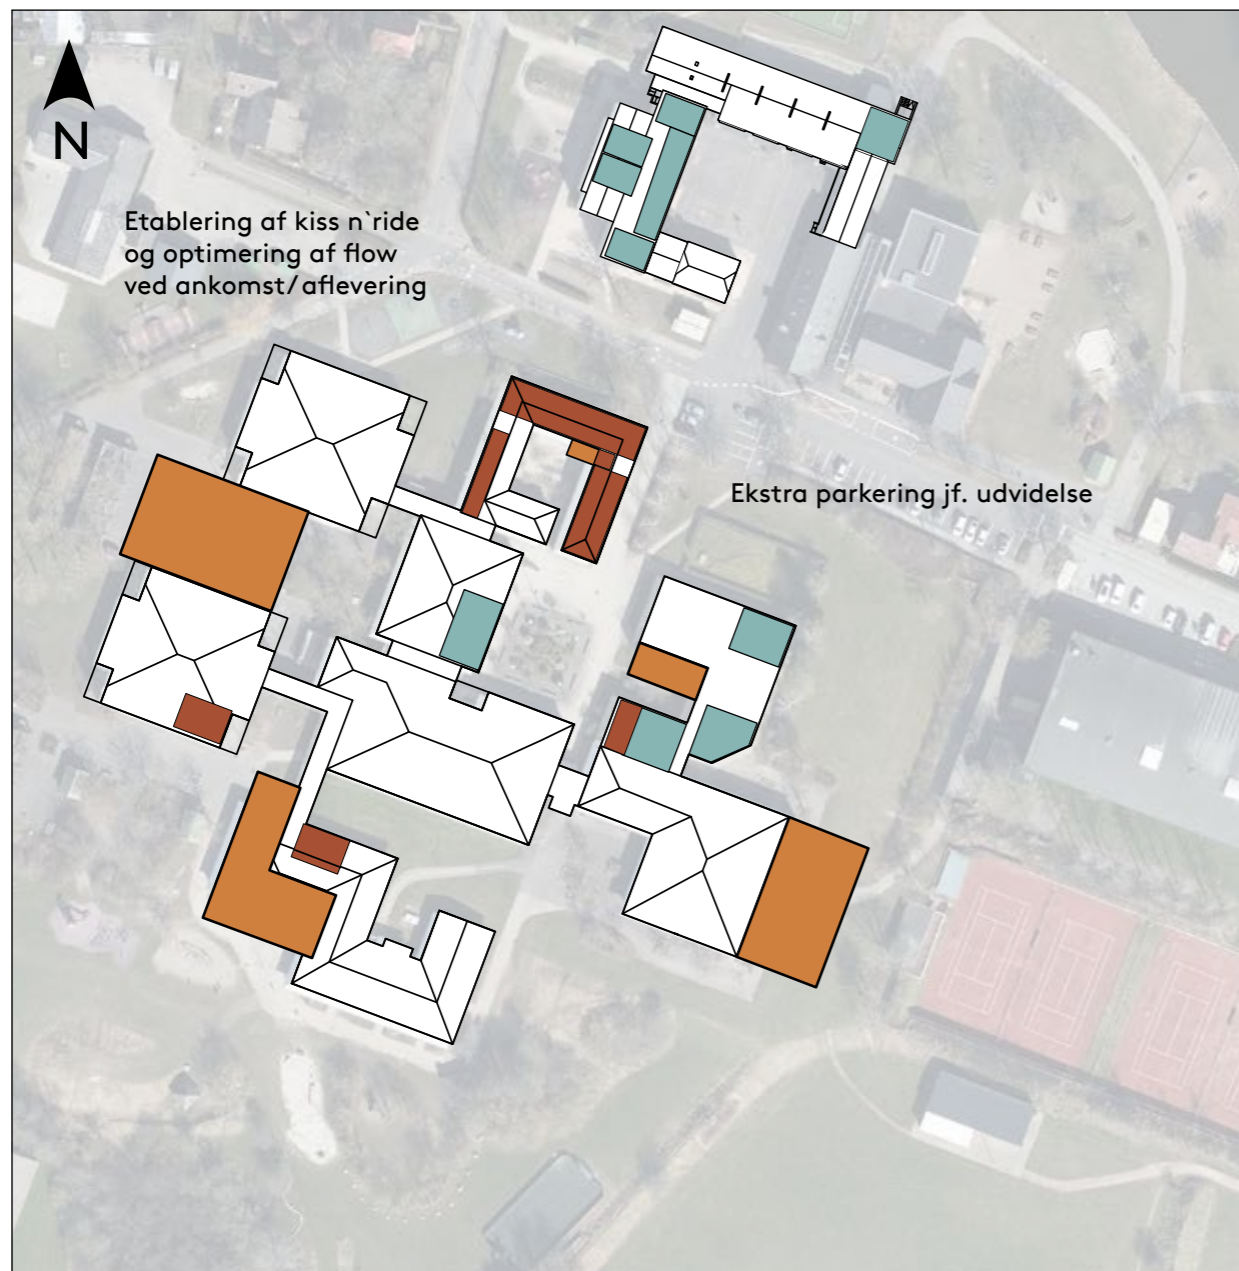 N
Etablering af kiss n`ride
og optimering af flow
ved ankomst/aflevering
Ekstra parkering jf. udvidelse